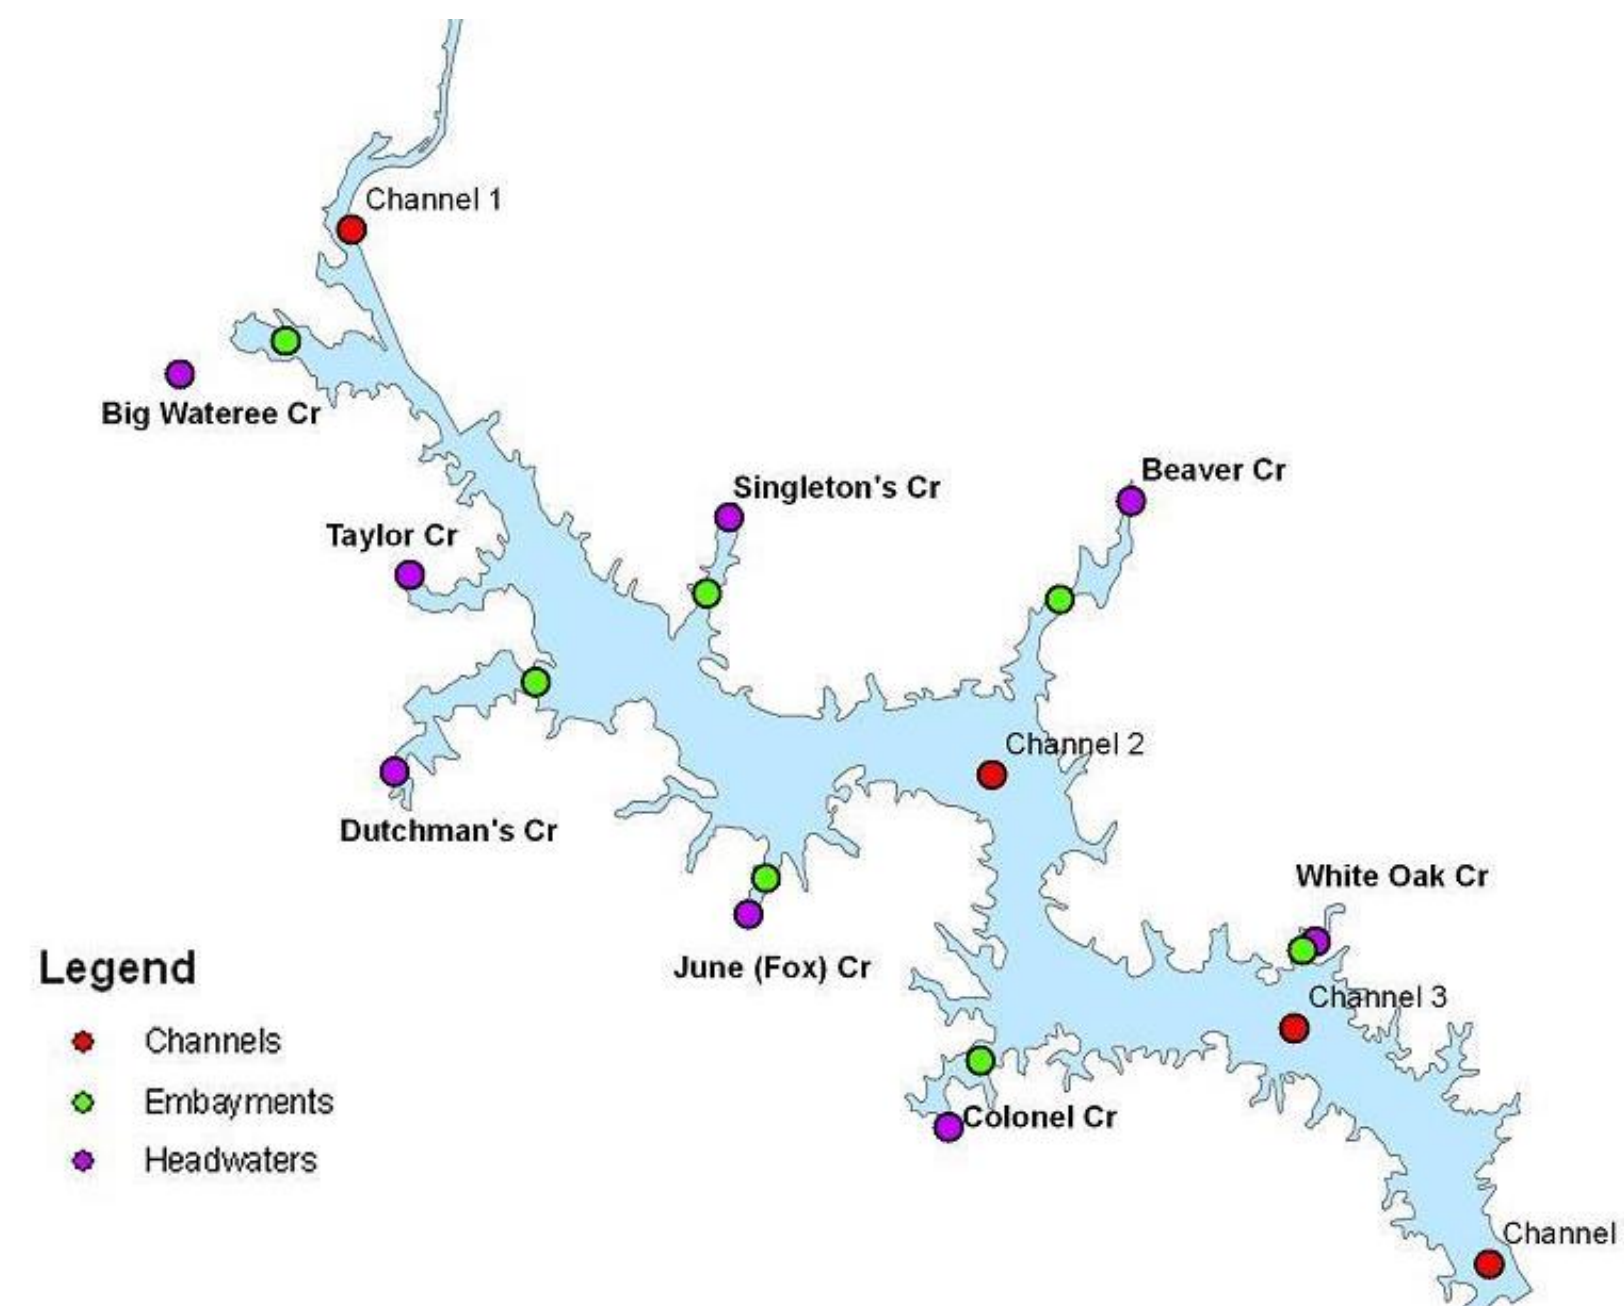 Channel 1
Big Wateree Cr
Singleton's Cr
Beaver Cr
Taylor Cr
Channel 2
Dutchman's Cr
White Oak Cr
June (Fox) Cr
Channel 3
Colonel Cr
Channel
Legend
Channels
Embayments
Headwaters